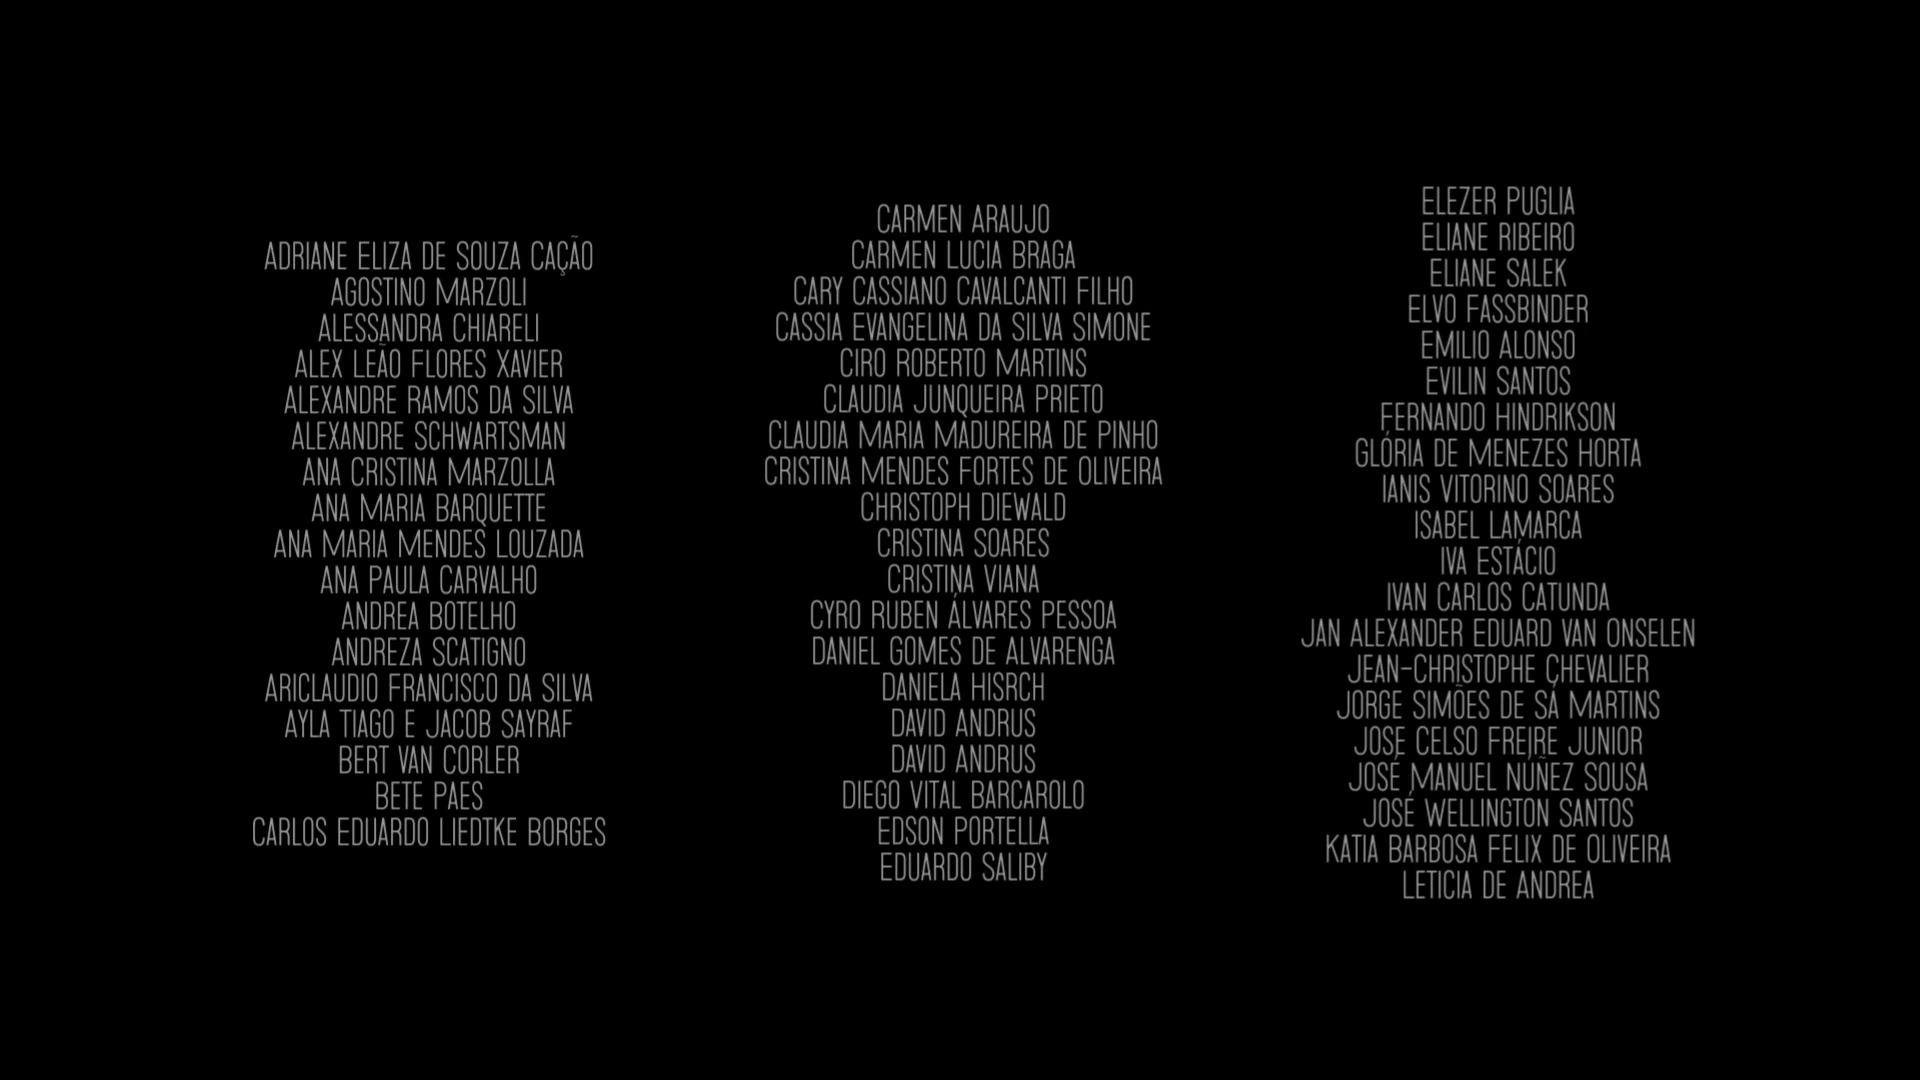 ADRIANE ELIZA DE SOUZA CAÇÃO
AGOSTINO MARZOLI
ALESSANDRA CHIARELI
ALEX LEÃO FLORES XAVIER
ALEXANDRE RAMOS DA SILVA
ALEXANDRE SCHWARTSMAN
ANA CRISTINA MARZOLLA
ANA MARIA BARQUETTE
ANA MARIA MENDES LOUZADA
ANA PAULA CARVALHO
ANDREA BOTELHO
ANDREZA SCATIGNO
ARICLAUDIO FRANCISCO DA SILVA
AYLA TIAGO E JACOB SAYRAF
BERT VAN CORLER
BETE PAES
CARLOS EDUARDO LIEDTKE BORGES
CARMEN ARAUJO
CARMEN LUCIA BRAGA
CARY CASSIANO CAVALCANTI FILHO
CASSIA EVANGELINA DA SILVA SIMONE
CIRO ROBERTO MARTINS
CLAUDIA JUNQUEIRA PRIETO
CLAUDIA MARIA MADUREIRA DE PINHO
CRISTINA MENDES FORTES DE OLIVEIRA
CHRISTOPH DIEWALD
CRISTINA SOARES
CRISTINA VIANA
CYRO RUBEN ÁLVARES PESSOA
DANIEL GOMES DE ALVARENGA
DANIELA HISRCH
DAVID ANDRUS
DAVID ANDRUS
DIEGO VITAL BARCAROLO
EDSON PORTELLA
EDUARDO SALIBY
ELEZER PUGLIA
ELIANE RIBEIRO
ELIANE SALEK
ELVO FASSBINDER
EMILIO ALONSO
EVILIN SANTOS
FERNANDO HINDRIKSON
GLÓRIA DE MENEZES HORTA
IANIS VITORINO SOARES
ISABEL LAMARCA
IVA ESTÁCIO
IVAN CARLOS CATUNDA
JAN ALEXANDER EDUARD VAN ONSELEN
JEAN-CHRISTOPHE CHEVALIER
JORGE SIMÕES DE SÁ MARTINS
JOSE CELSO FREIRE JUNIOR
JOSÉ MANUEL NÚÑEZ SOUSA
JOSÉ WELLINGTON SANTOS
KATIA BARBOSA FELIX DE OLIVEIRA
LETICIA DE ANDREA